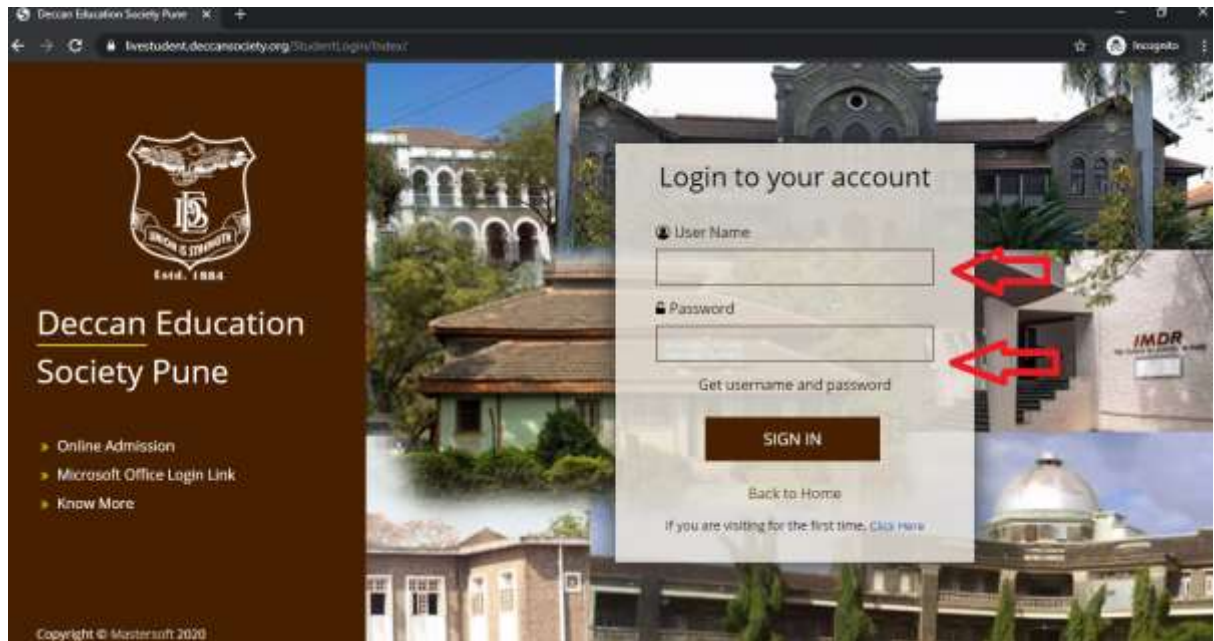 Deccan Education Society Pune
livestudent.deccansociety.org/StudentLogin/Index/
Incognito
DES
UNION IS STRENGTH
Estd. 1884
Deccan Education
Society Pune
» Online Admission
» Microsoft Office Login Link
» Know More
Copyright © Mastersoft 2020
Login to your account
User Name
Password
Get username and password
SIGN IN
Back to Home
If you are visiting for the first time, Click Here
IMDR